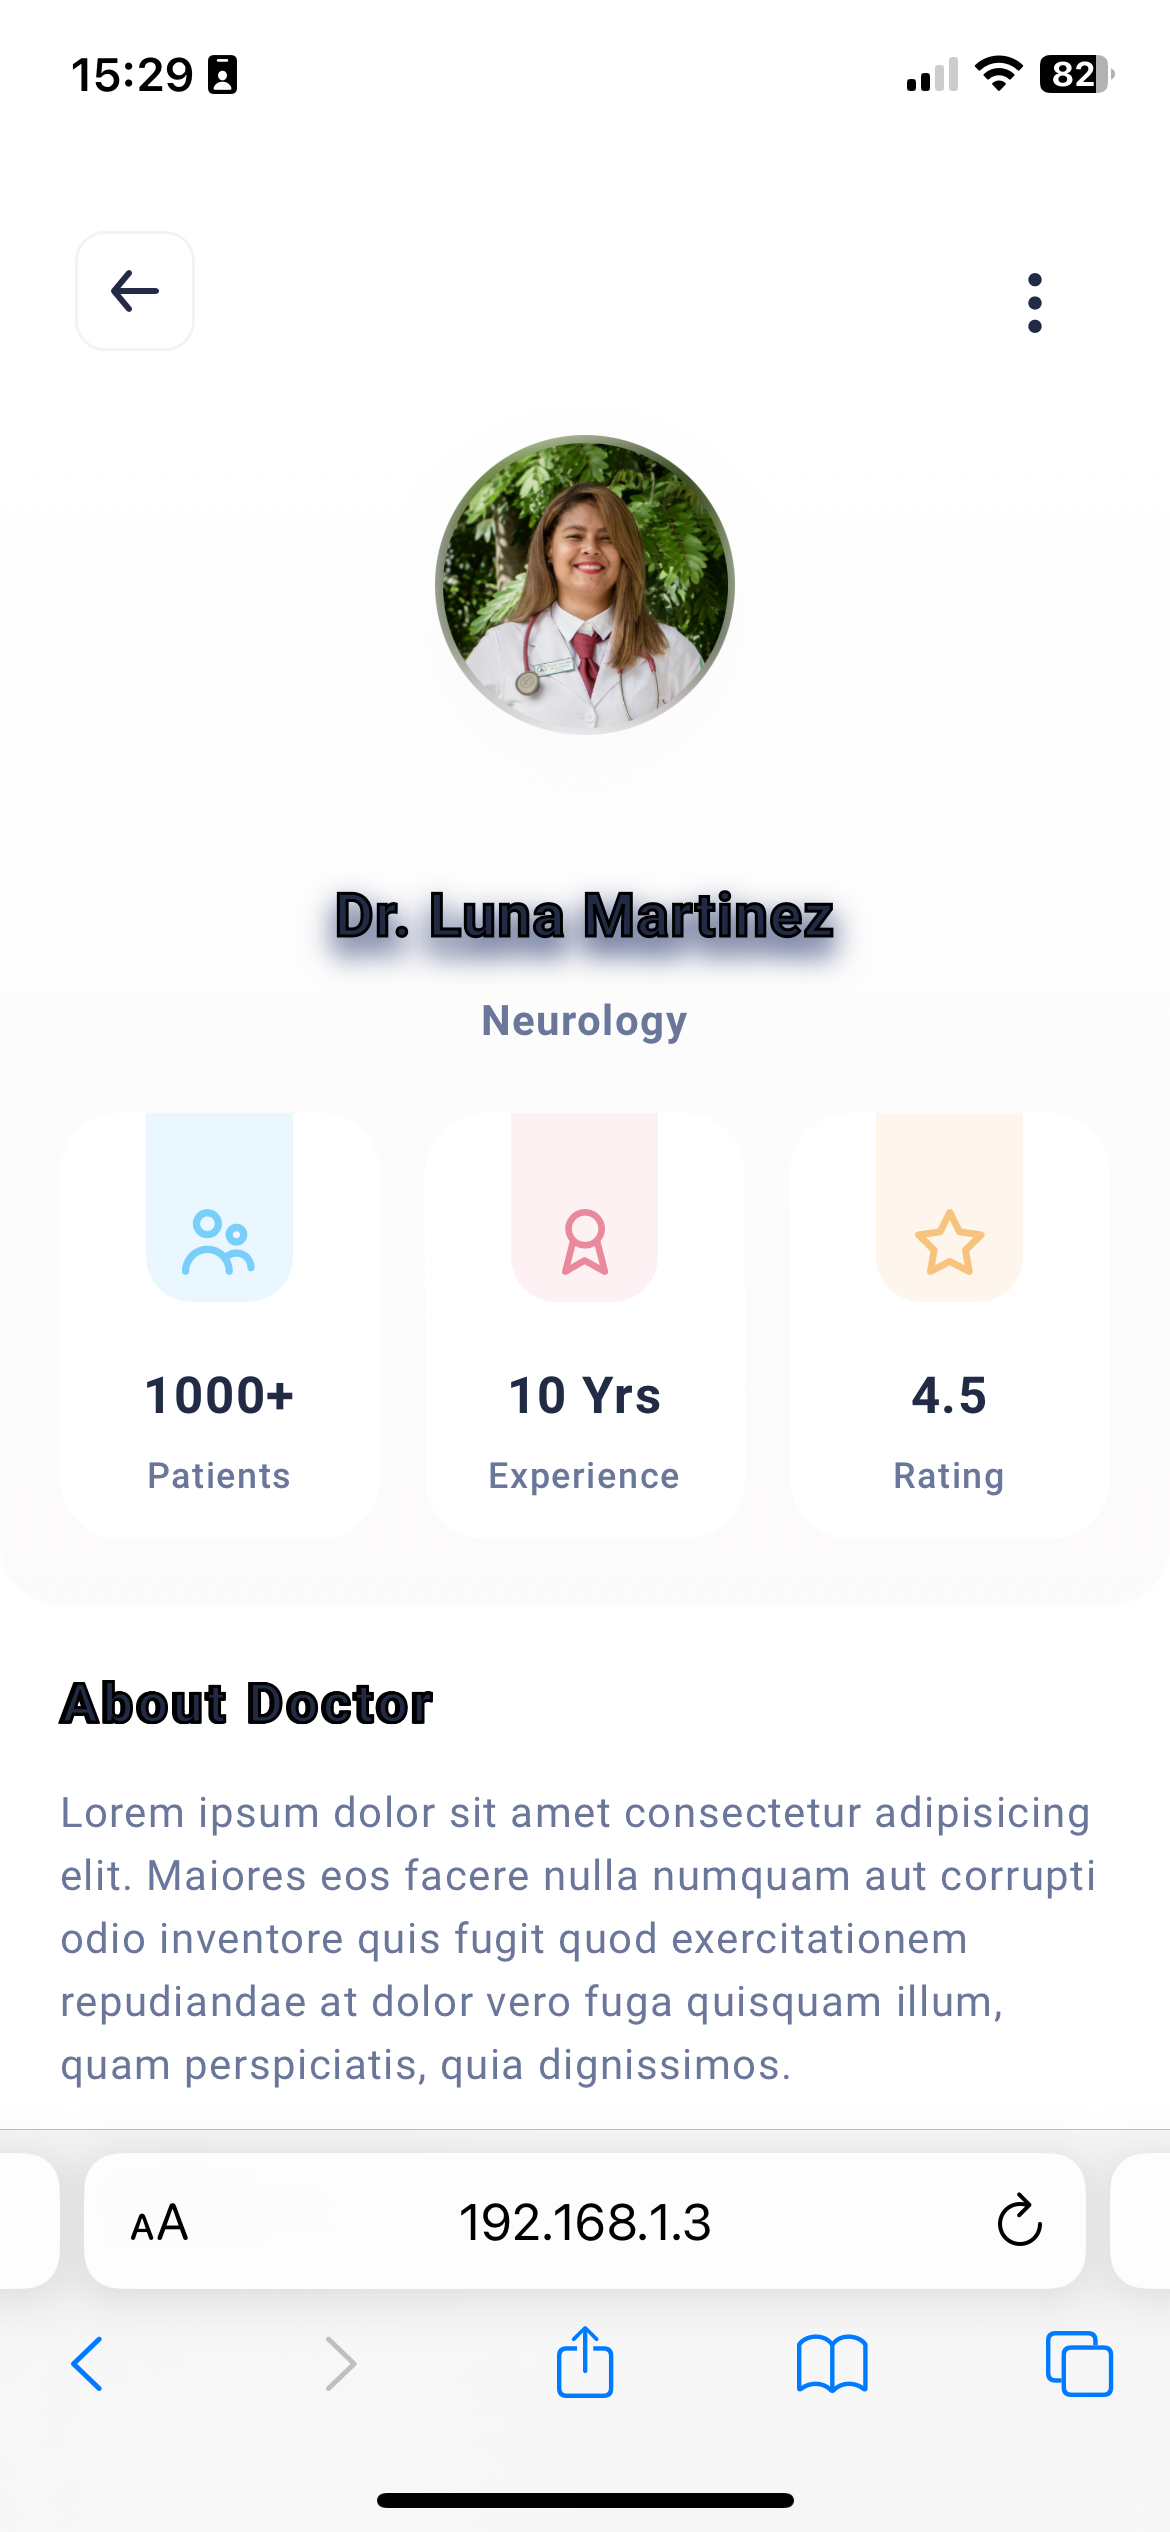 15:29
82
Dr. Luna Martinez
Neurology
1000+
Patients
10 Yrs
Experience
4.5
Rating
About Doctor
Lorem ipsum dolor sit amet consectetur adipisicing
elit. Maiores eos facere nulla numquam aut corrupti
odio inventore quis fugit quod exercitationem
repudiandae at dolor vero fuga quisquam illum,
quam perspiciatis, quia dignissimos.
AA
192.168.1.3